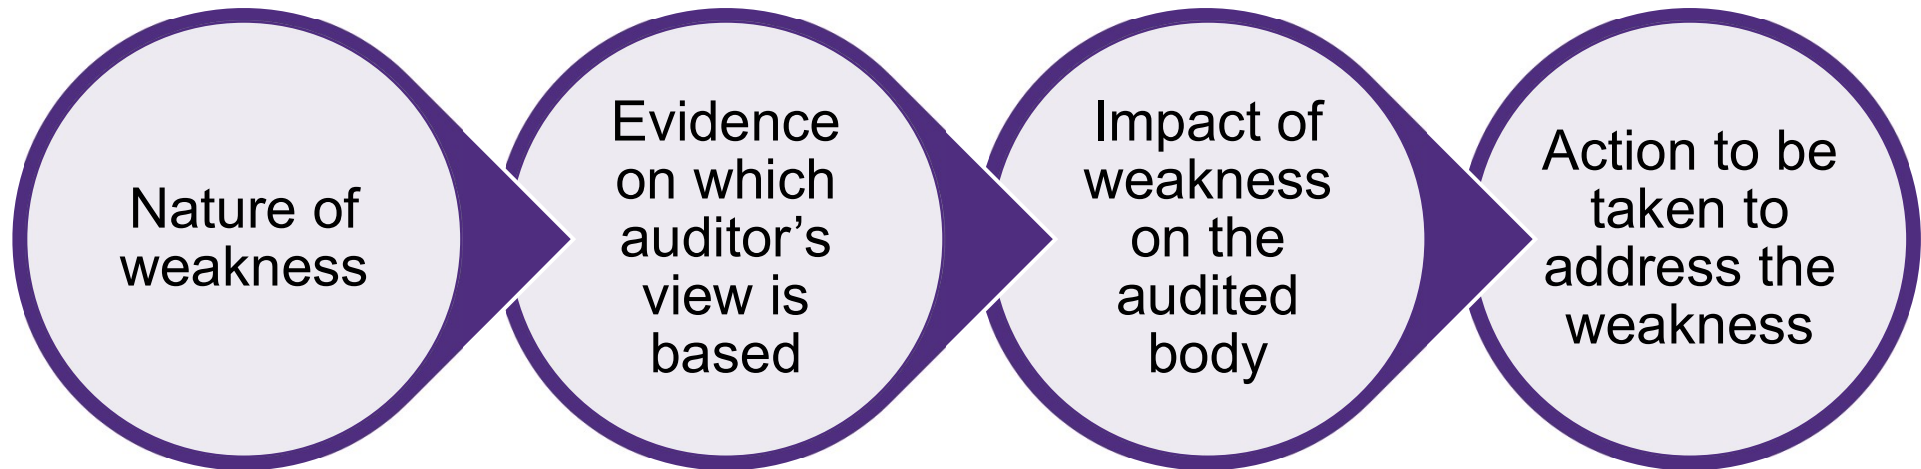 Nature of
weakness
Evidence
on which
auditor’s
view is
based
Impact of
weakness
on the
audited
body
Action to be
taken to
address the
weakness